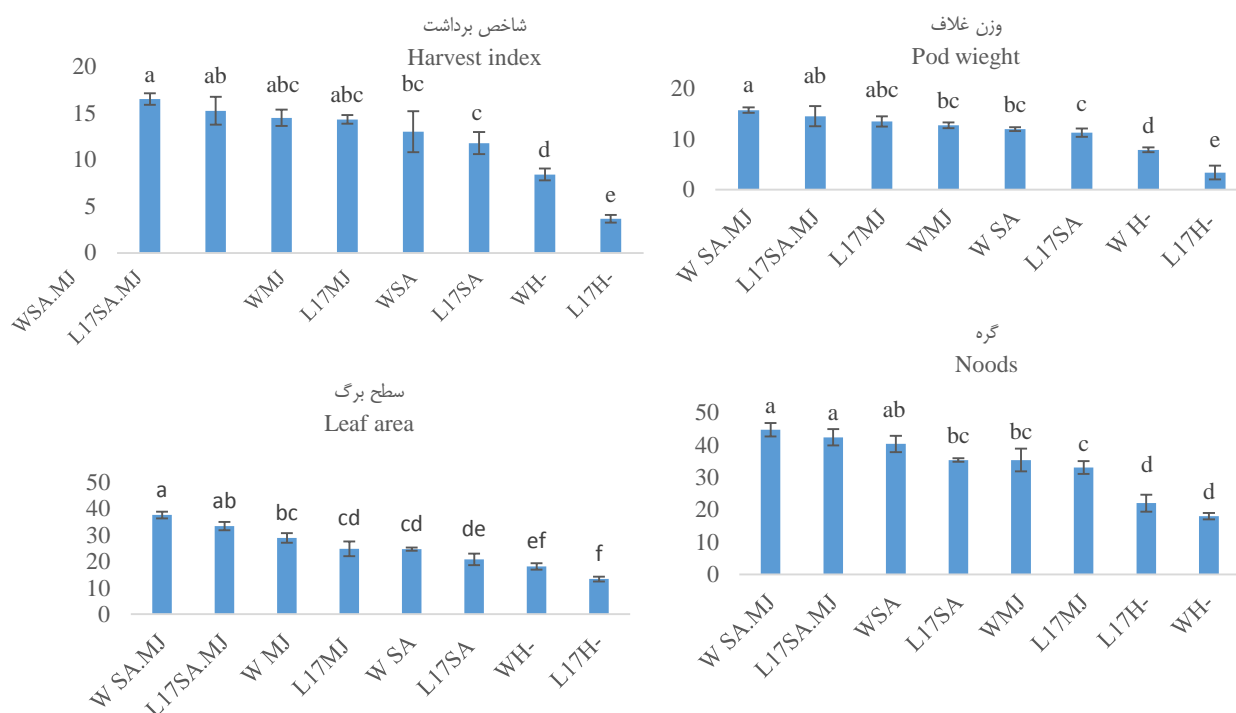 شاخص برداشت
Harvest index
20
15
10
5
0
a
ab
abc
abc
bc
c
d
e
WSA.MJ
L17SA.MJ
WMJ
L17MJ
WSA
L17SA
WH-
L17H-
وزن غلاف
Pod wieght
20
10
0
a
ab
abc
bc
bc
c
d
e
W SA.MJ
L17SA.MJ
L17MJ
WMJ
W SA
L17SA
W H-
L17H-
سطح برگ
Leaf area
50
40
30
20
10
0
a
ab
bc
cd
cd
de
ef
f
W SA.MJ
L17SA.MJ
W MJ
L17MJ
W SA
L17SA
WH-
L17H-
گره
Noods
50
40
30
20
10
0
a
a
ab
bc
bc
c
d
d
W SA.MJ
L17SA.MJ
WSA
L17SA
WMJ
L17MJ
L17H-
WH-